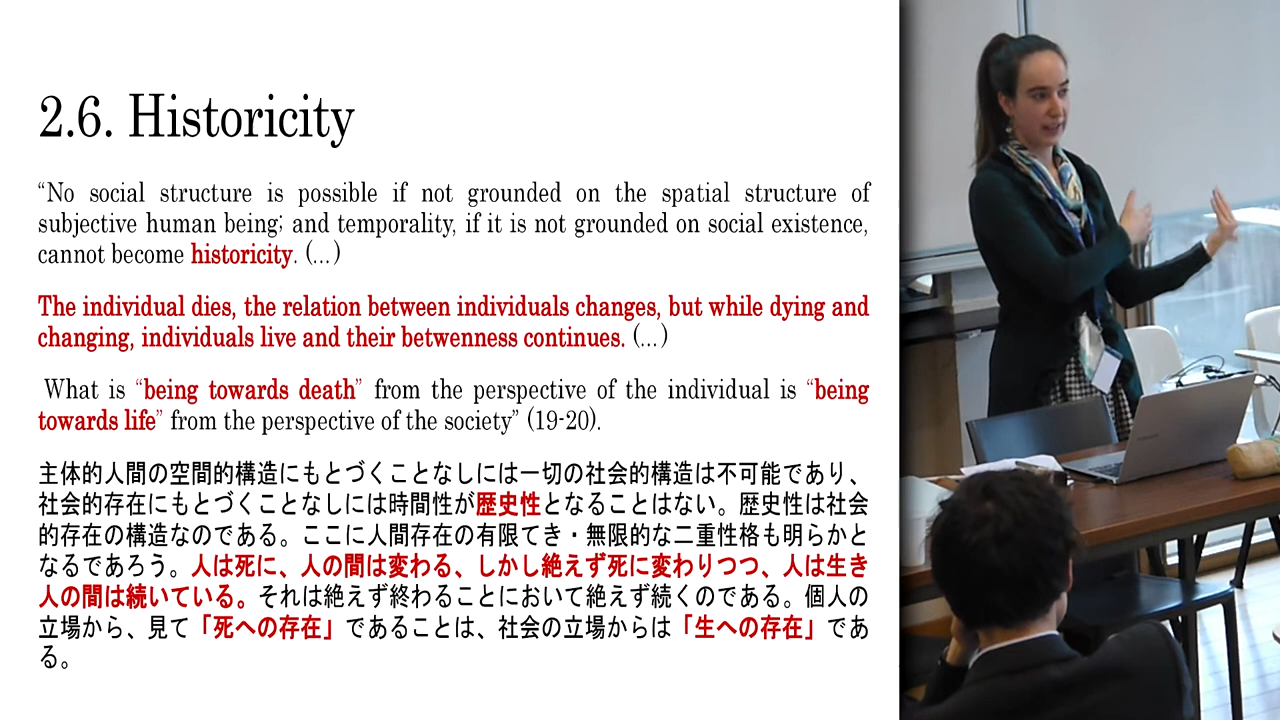 2.6. Historicity
“No social structure is possible if not grounded on the spatial structure of
subjective human being; and temporality, if it is not grounded on social existence,
cannot become historicity. (…)
The individual dies, the relation between individuals changes, but while dying and
changing, individuals live and their betwenness continues. (…)
What is “being towards death” from the perspective of the individual is “being
towards life” from the perspective of the society” (19-20).
主体的人間の空間的構造にもとづくことなしには一切の社会的構造は不可能であり、
社会的存在にもとづくことなしには時間性が歴史性となることはない。歴史性は社会
的存在の構造なのである。ここに人間存在の有限てき・無限的な二重性格も明らかと
なるであろう。人は死に、人の間は変わる、しかし絶えず死に変わりつつ、人は生き
人の間は続いている。それは絶えず終わることにおいて絶えず続くのである。個人の
立場から、見て「死への存在」であることは、社会の立場からは「生への存在」であ
る。